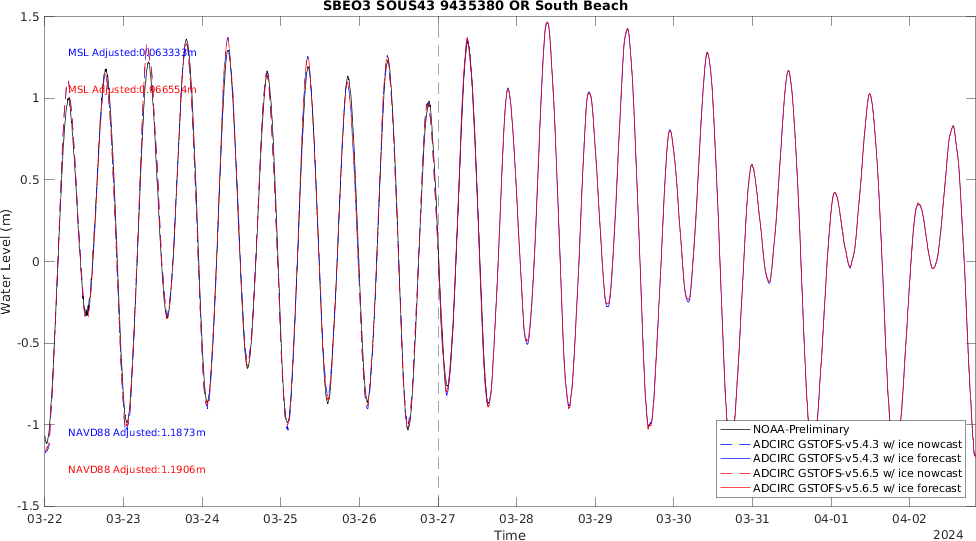 SBEO3 SOUS43 9435380 OR South Beach
1.5
1
0.5
0
-0.5
-1
-1.5
Water Level (m)
MSL Adjusted:0.063333m
MSL Adjusted:0.066554m
NAVD88 Adjusted:1.1873m
NAVD88 Adjusted:1.1906m
NOAA-Preliminary
ADCIRC GSTOFS-v5.4.3 w/ ice nowcast
ADCIRC GSTOFS-v5.4.3 w/ ice forecast
ADCIRC GSTOFS-v5.6.5 w/ ice nowcast
ADCIRC GSTOFS-v5.6.5 w/ ice forecast
03-22 03-23 03-24 03-25 03-26 03-27 03-28 03-29 03-30 03-31 04-01 04-02
Time
2024